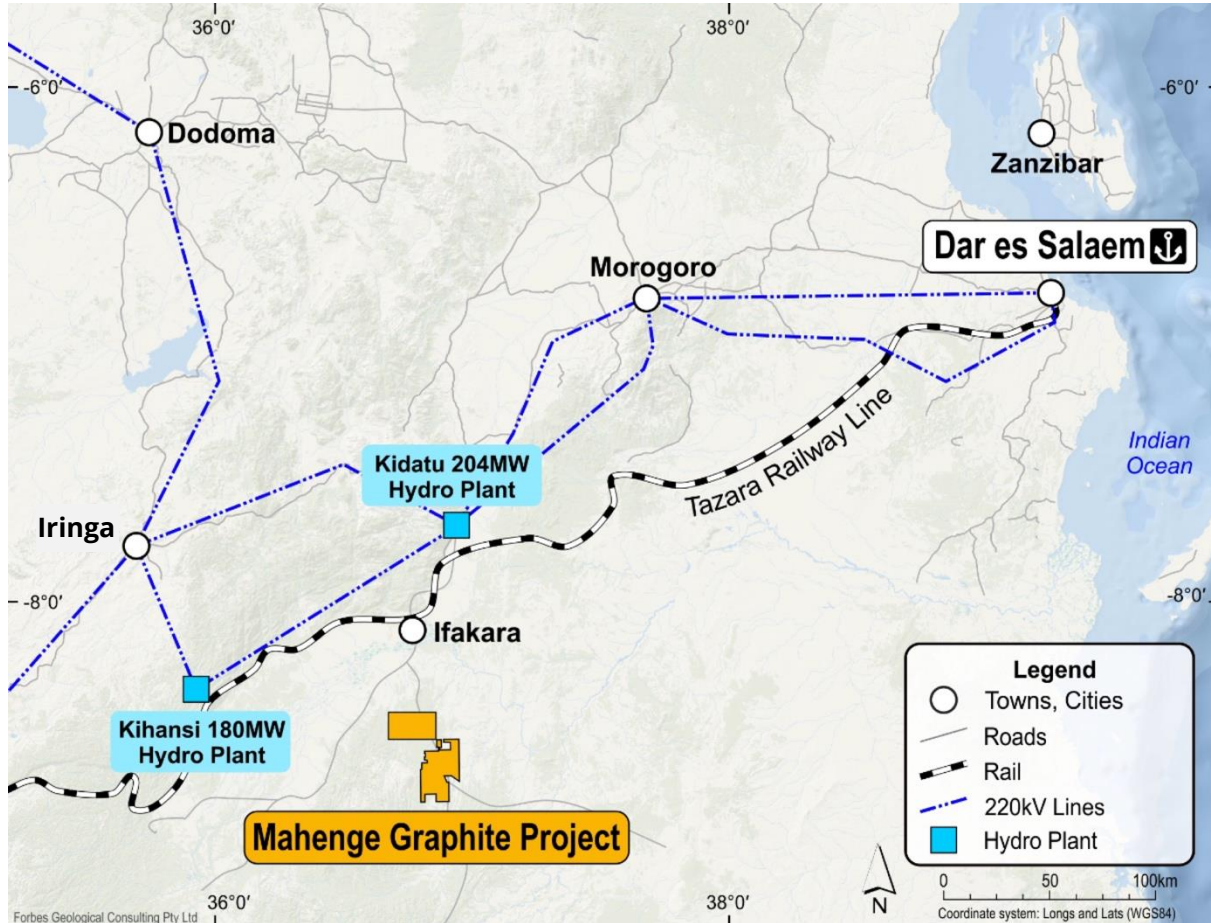 36°0′
38°0′
-6°0′
-6°0′
Dodoma
Zanzibar
Dar es Salaem
Morogoro
Indian
Ocean
Tazara Railway Line
Kidatu 204MW
Hydro Plant
Iringa
-8°0′
-8°0′
Ifakara
Kihansi 180MW
Hydro Plant
Mahenge Graphite Project
Legend
Towns, Cities
Roads
Rail
220kV Lines
Hydro Plant
N
0
50
100km
36°0′
38°0′
Forbes Geological Consulting Pty Ltd
Coordinate system: Longs and Lats (WGS84)